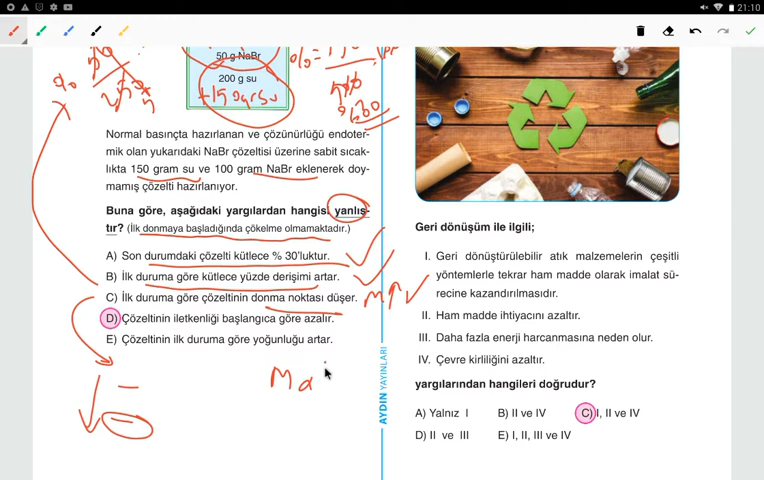 21:10
50 g NaBr
200 g su
+150gr su
Normal basınçta hazırlanan ve çözünürlüğü endoter-
mik olan yukarıdaki NaBr çözeltisi üzerine sabit sıcak-
lıkta 150 gram su ve 100 gram NaBr eklenerek doy-
mamış çözelti hazırlanıyor.
Buna göre, aşağıdaki yargılardan hangisi yanlış-
tır? (İlk donmaya başladığında çökelme olmamaktadır.)
A) Son durumdaki çözelti kütlece % 30'luktur.
B) İlk duruma göre kütlece yüzde derişimi artar.
C) İlk duruma göre çözeltinin donma noktası düşer.
D) Çözeltinin iletkenliği başlangıca göre azalır.
E) Çözeltinin ilk duruma göre yoğunluğu artar.
M↑
Ma
AYDIN YAYINLARI
Geri dönüşüm ile ilgili;
I. Geri dönüştürülebilir atık malzemelerin çeşitli
yöntemlerle tekrar ham madde olarak imalat sü-
recine kazandırılmasıdır.
II. Ham madde ihtiyacını azaltır.
III. Daha fazla enerji harcanmasına neden olur.
IV. Çevre kirliliğini azaltır.
yargılarından hangileri doğrudur?
A) Yalnız I B) II ve IV C) I, II ve IV
D) II ve III E) I, II, III ve IV